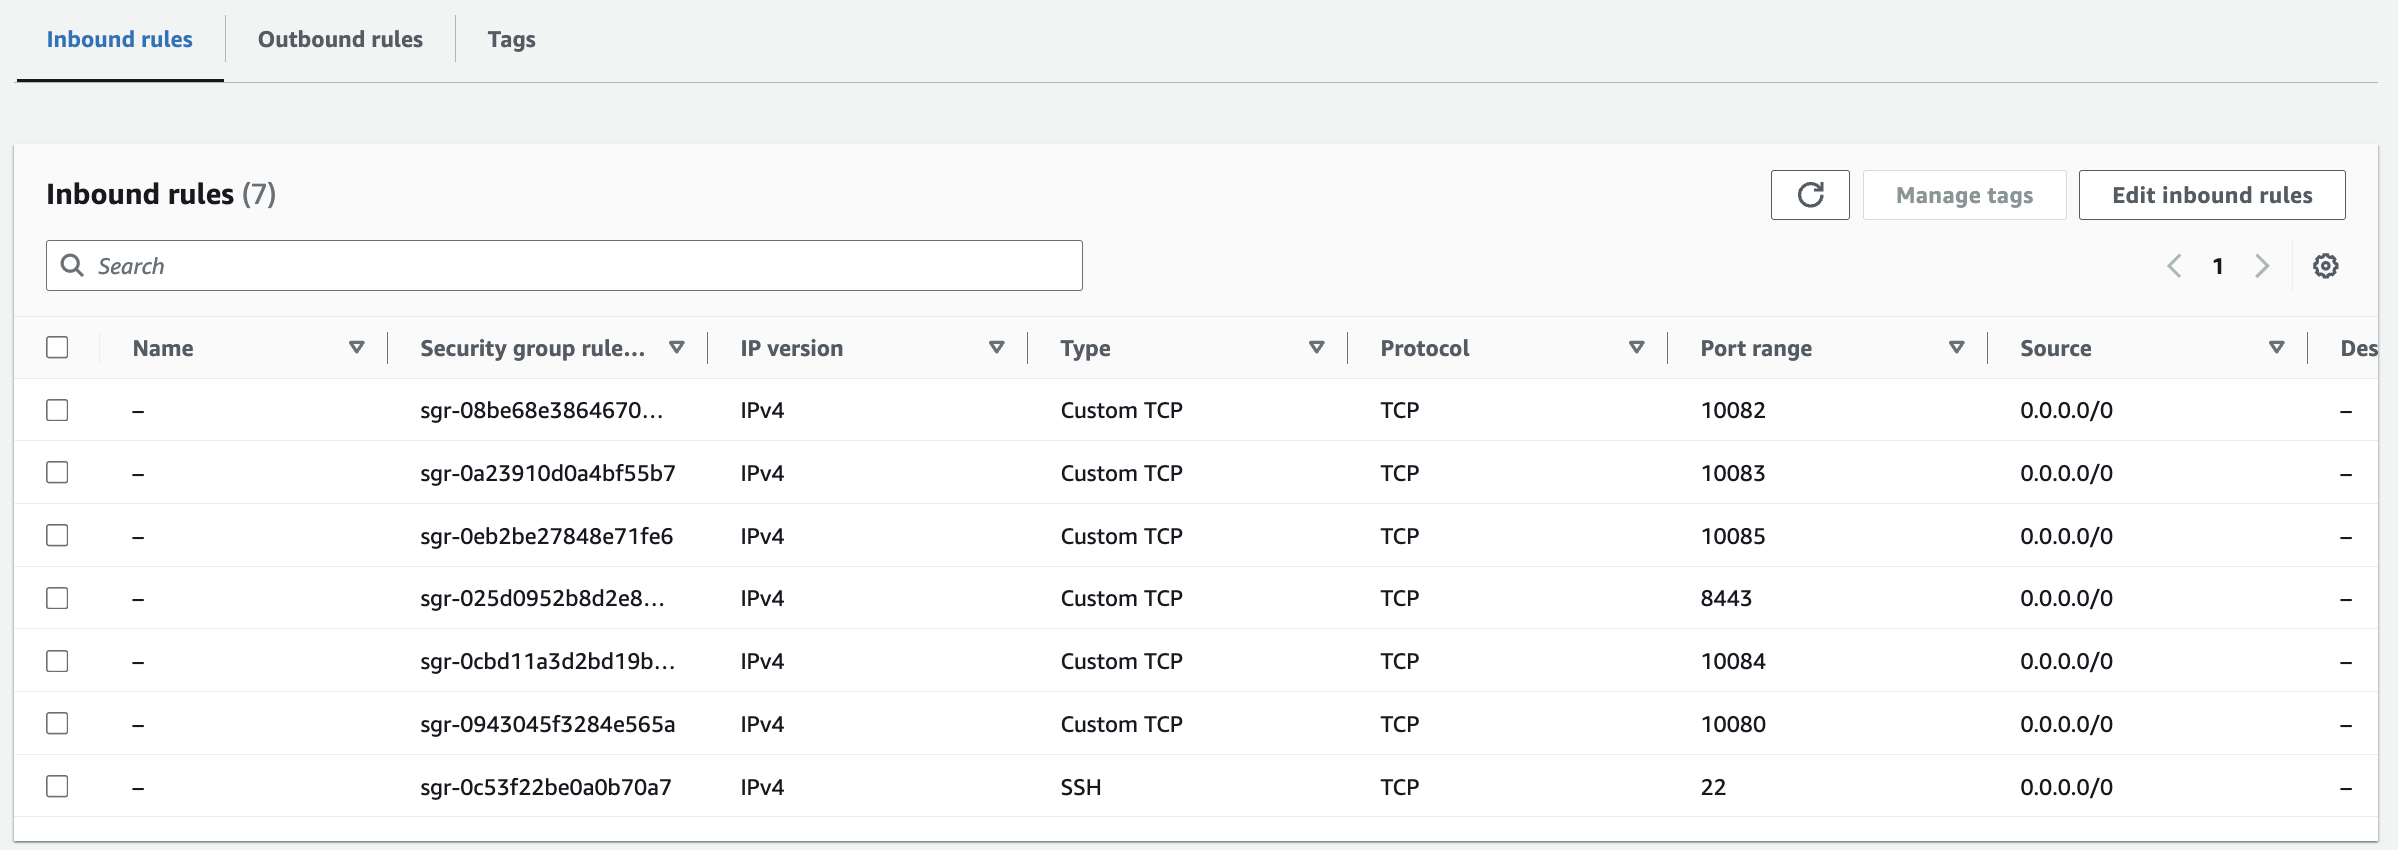 Inbound rules Outbound rules Tags
Inbound rules (7) Manage tags Edit inbound rules
Search 1
Name Security group rule... IP version Type Protocol Port range Source Des
– sgr-08be68e3864670... IPv4 Custom TCP TCP 10082 0.0.0.0/0 –
– sgr-0a23910d0a4bf55b7 IPv4 Custom TCP TCP 10083 0.0.0.0/0 –
– sgr-0eb2be27848e71fe6 IPv4 Custom TCP TCP 10085 0.0.0.0/0 –
– sgr-025d0952b8d2e8... IPv4 Custom TCP TCP 8443 0.0.0.0/0 –
– sgr-0cbd11a3d2bd19b... IPv4 Custom TCP TCP 10084 0.0.0.0/0 –
– sgr-0943045f3284e565a IPv4 Custom TCP TCP 10080 0.0.0.0/0 –
– sgr-0c53f22be0a0b70a7 IPv4 SSH TCP 22 0.0.0.0/0 –